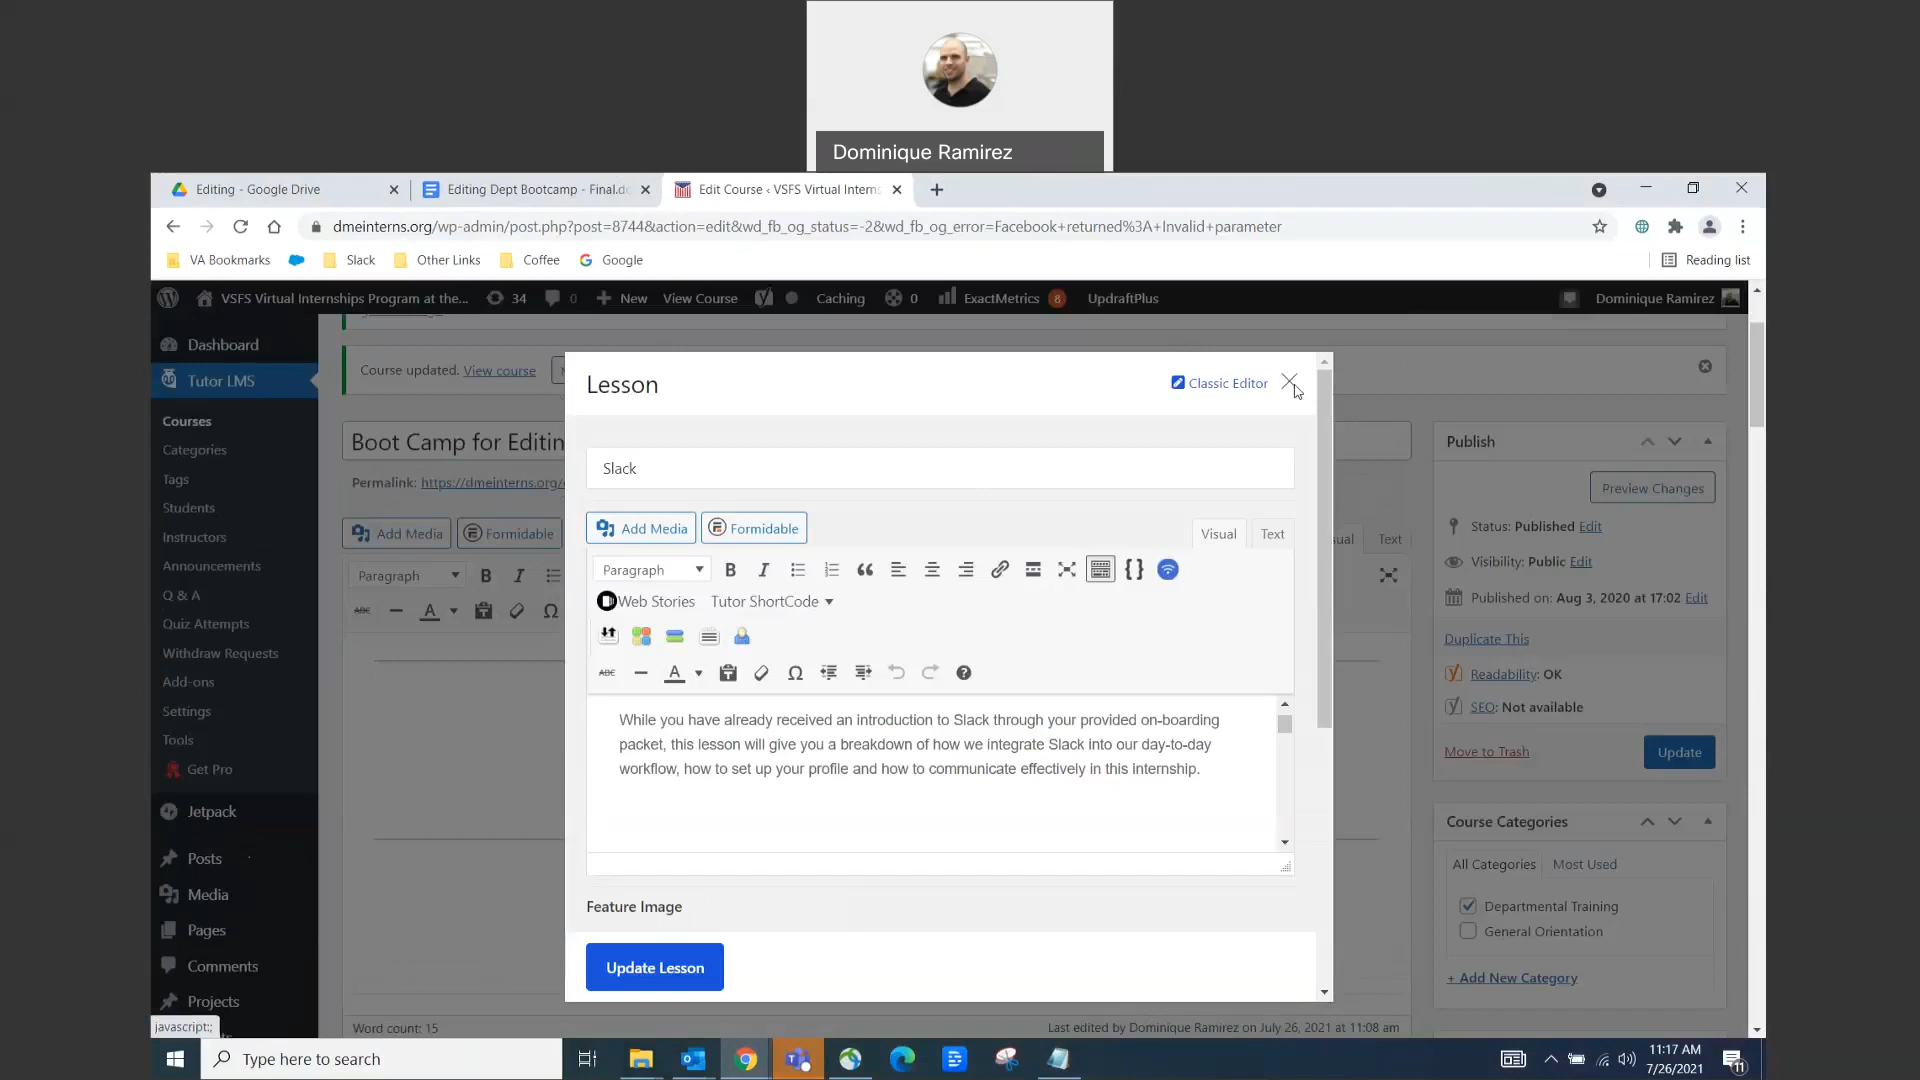 Dominique Ramirez
Editing - Google Drive
Editing Dept Bootcamp - Final.do
Edit Course ‹ VSFS Virtual Interns
dmeinterns.org/wp-admin/post.php?post=8744&action=edit&wd_fb_og_status=-2&wd_fb_og_error=Facebook+returned%3A+Invalid+parameter
VA Bookmarks
Slack
Other Links
Coffee
Google
Reading list
VSFS Virtual Internships Program at the...
34
0
New
View Course
Caching
0
ExactMetrics
8
UpdraftPlus
Dominique Ramirez
Dashboard
Tutor LMS
Courses
Categories
Tags
Students
Instructors
Announcements
Q & A
Quiz Attempts
Withdraw Requests
Add-ons
Settings
Tools
Get Pro
Jetpack
Posts
Media
Pages
Comments
Projects
javascript:;
Course updated. View course
Boot Camp for Editin
Permalink: https://dmeinterns.org/
Add Media
Formidable
Paragraph
B
I
ABC
A
Ω
ual
Text
Word count: 15
Last edited by Dominique Ramirez on July 26, 2021 at 11:08 am
Lesson
Classic Editor
Slack
Add Media
Formidable
Visual
Text
Paragraph
B
I
Web Stories
Tutor ShortCode
ABC
A
Ω
While you have already received an introduction to Slack through your provided on-boarding
packet, this lesson will give you a breakdown of how we integrate Slack into our day-to-day
workflow, how to set up your profile and how to communicate effectively in this internship.
Feature Image
Update Lesson
Publish
Preview Changes
Status: Published Edit
Visibility: Public Edit
Published on: Aug 3, 2020 at 17:02 Edit
Duplicate This
Readability: OK
SEO: Not available
Move to Trash
Update
Course Categories
All Categories
Most Used
Departmental Training
General Orientation
+ Add New Category
Type here to search
11:17 AM
7/26/2021
11